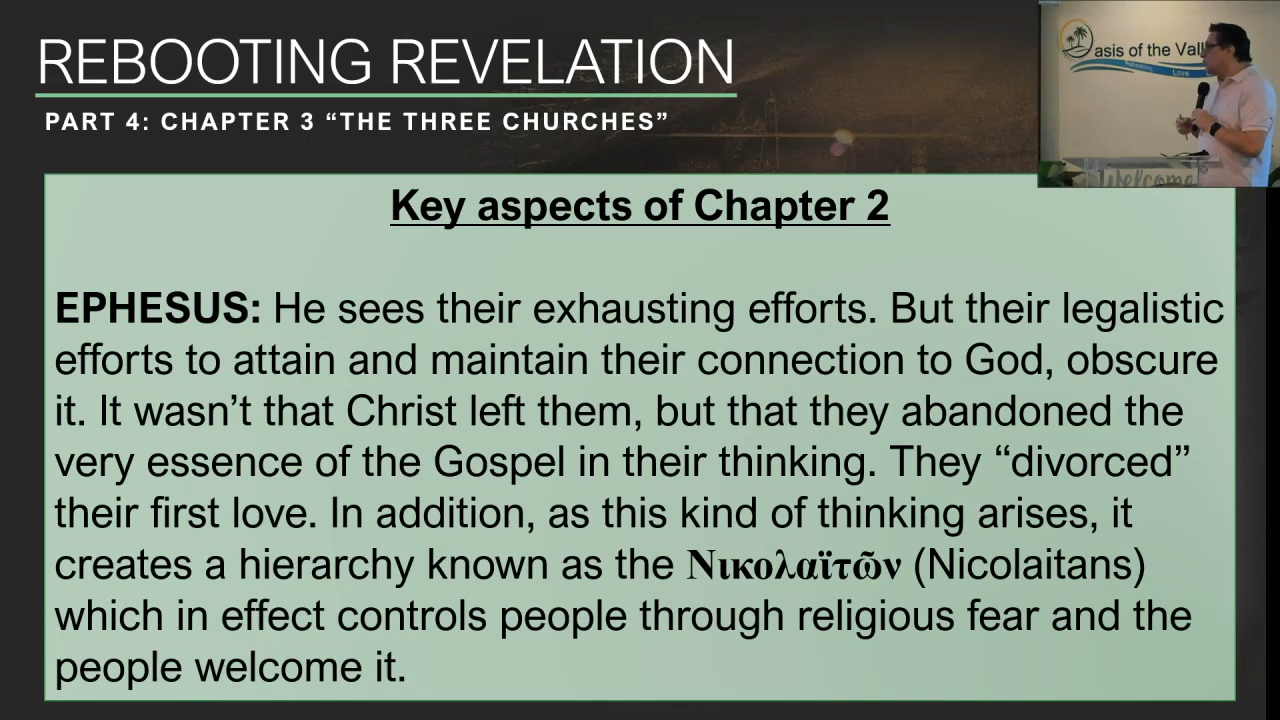 REBOOTING REVELATION
PART 4: CHAPTER 3 “THE THREE CHURCHES”
asis of the Vall
Love
Welcome
Key aspects of Chapter 2
EPHESUS: He sees their exhausting efforts. But their legalistic
efforts to attain and maintain their connection to God, obscure
it. It wasn’t that Christ left them, but that they abandoned the
very essence of the Gospel in their thinking. They “divorced”
their first love. In addition, as this kind of thinking arises, it
creates a hierarchy known as the Νικολαϊτῶν (Nicolaitans)
which in effect controls people through religious fear and the
people welcome it.